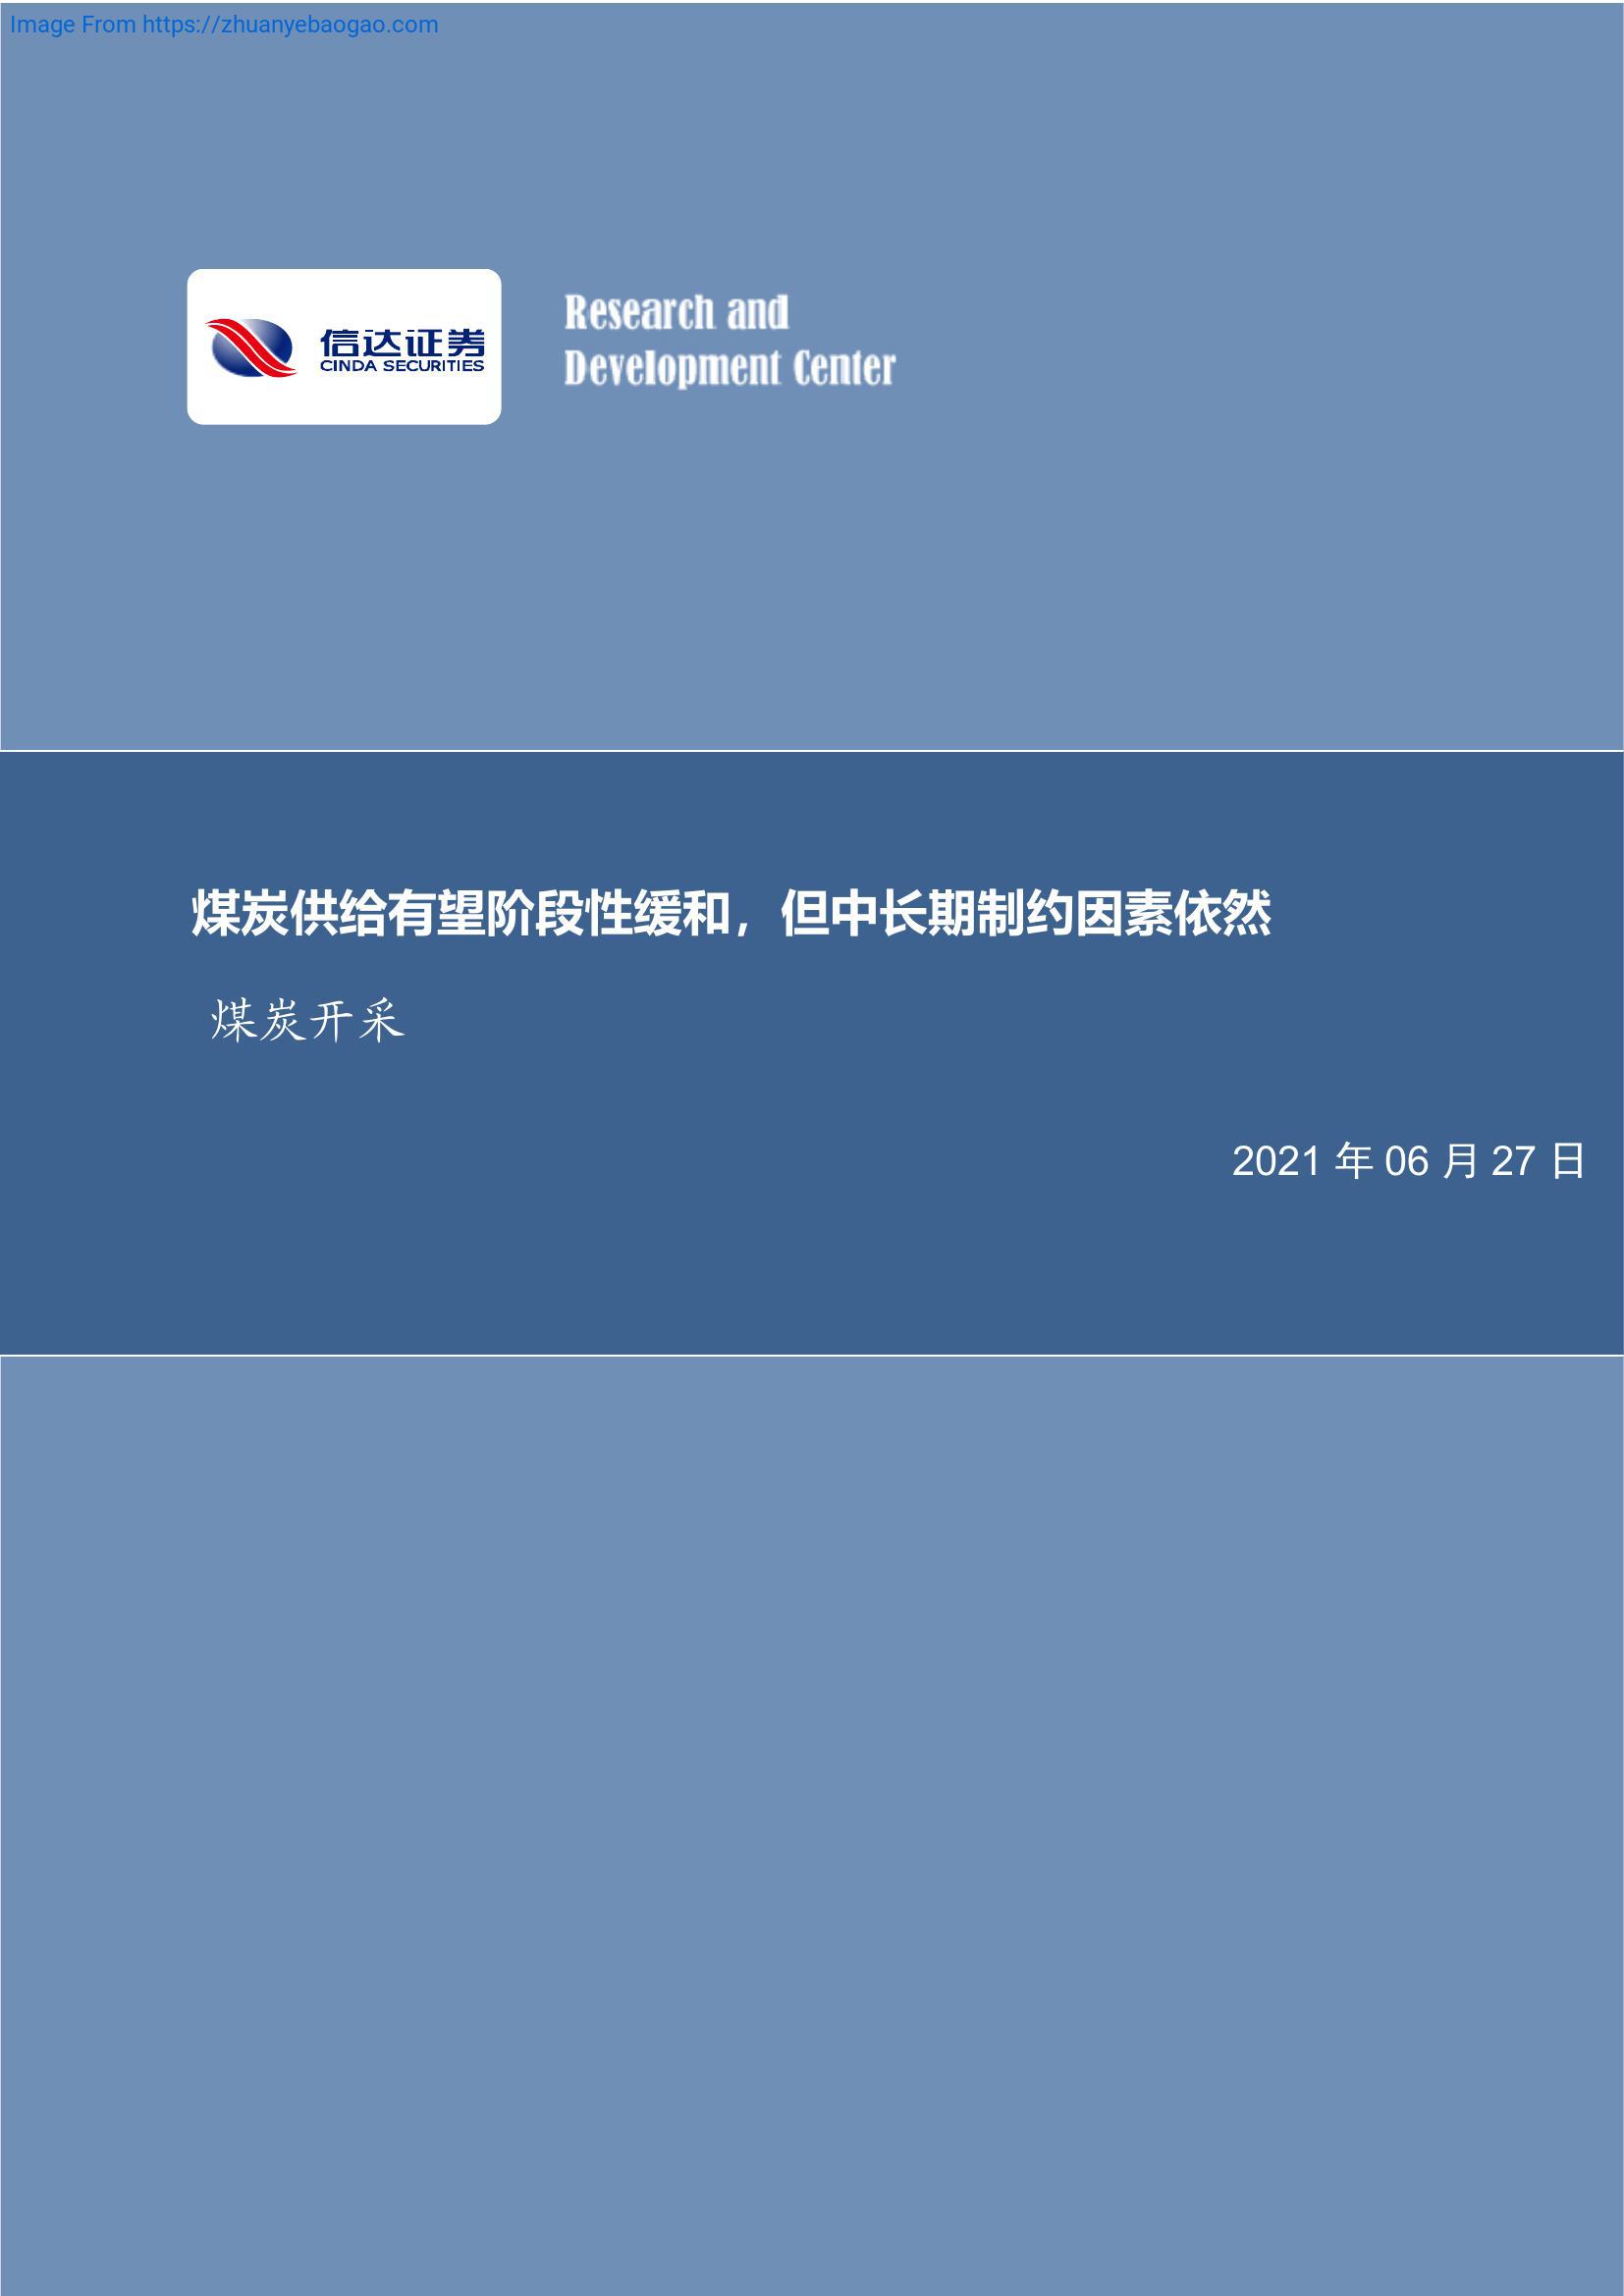 Image From https://zhuanyebaogao.com
信达证券
CINDA SECURITIES
Research and
Development Center
煤炭供给有望阶段性缓和，但中长期制约因素依然
煤炭开采
2021 年 06 月 27 日